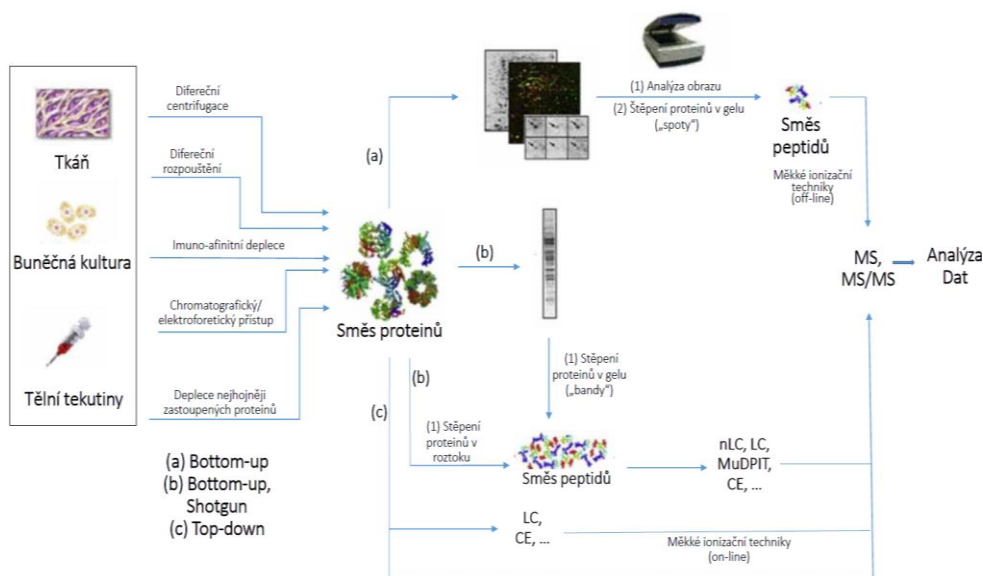 Tkáň
Buněčná kultura
Tělní tekutiny
Difereční
centrifugace
Difereční
rozpouštění
Imuno-afinitní deplece
Chromatografický/
elektroforetický přístup
Deplece nejhojněji
zastoupených proteinů
(a) Bottom-up
(b) Bottom-up,
Shotgun
(c) Top-down
Směs proteinů
(a)
(b)
(b)
(c)
(1) Analýza obrazu
(2) Štěpení proteinů v gelu
(„spoty“)
Směs
peptidů
Měkké ionizační
techniky
(off-line)
(1) Stěpení
proteinů v gelu
(„bandy“)
(1) Stěpení
proteinů v
roztoku
Směs peptidů
nLC, LC,
MuDPIT,
CE, ...
LC,
CE, ...
Měkké ionizační techniky
(on-line)
MS,
MS/MS
Analýza
Dat